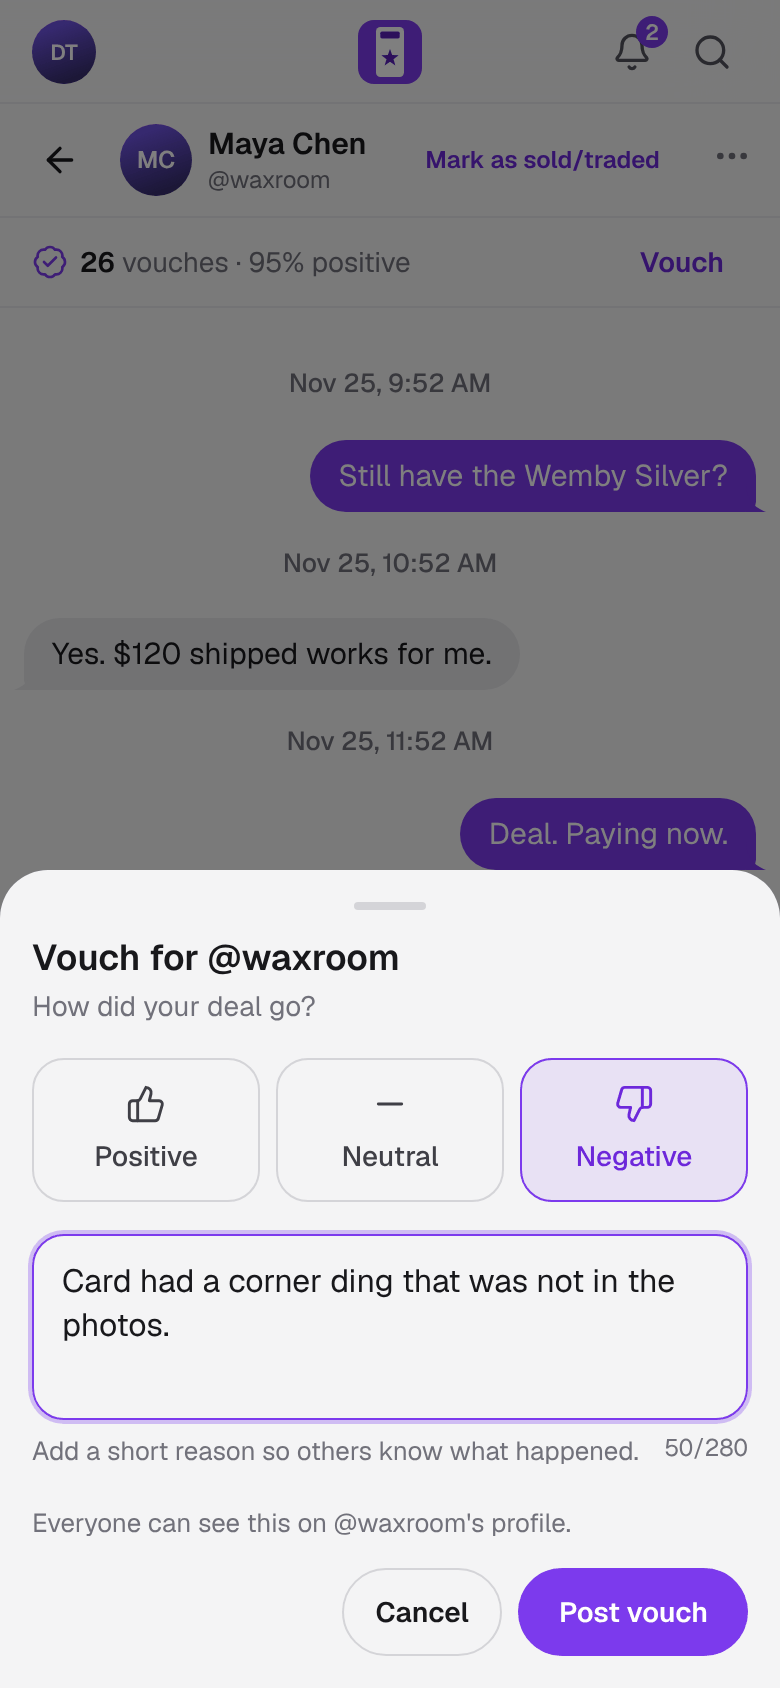 DT
2
MC
Maya Chen
@waxroom
Mark as sold/traded
26 vouches · 95% positive
Vouch
Nov 25, 9:52 AM
Still have the Wemby Silver?
Nov 25, 10:52 AM
Yes. $120 shipped works for me.
Nov 25, 11:52 AM
Deal. Paying now.
Vouch for @waxroom
How did your deal go?
Positive
Neutral
Negative
Card had a corner ding that was not in the
photos.
Add a short reason so others know what happened.
50/280
Everyone can see this on @waxroom's profile.
Cancel
Post vouch